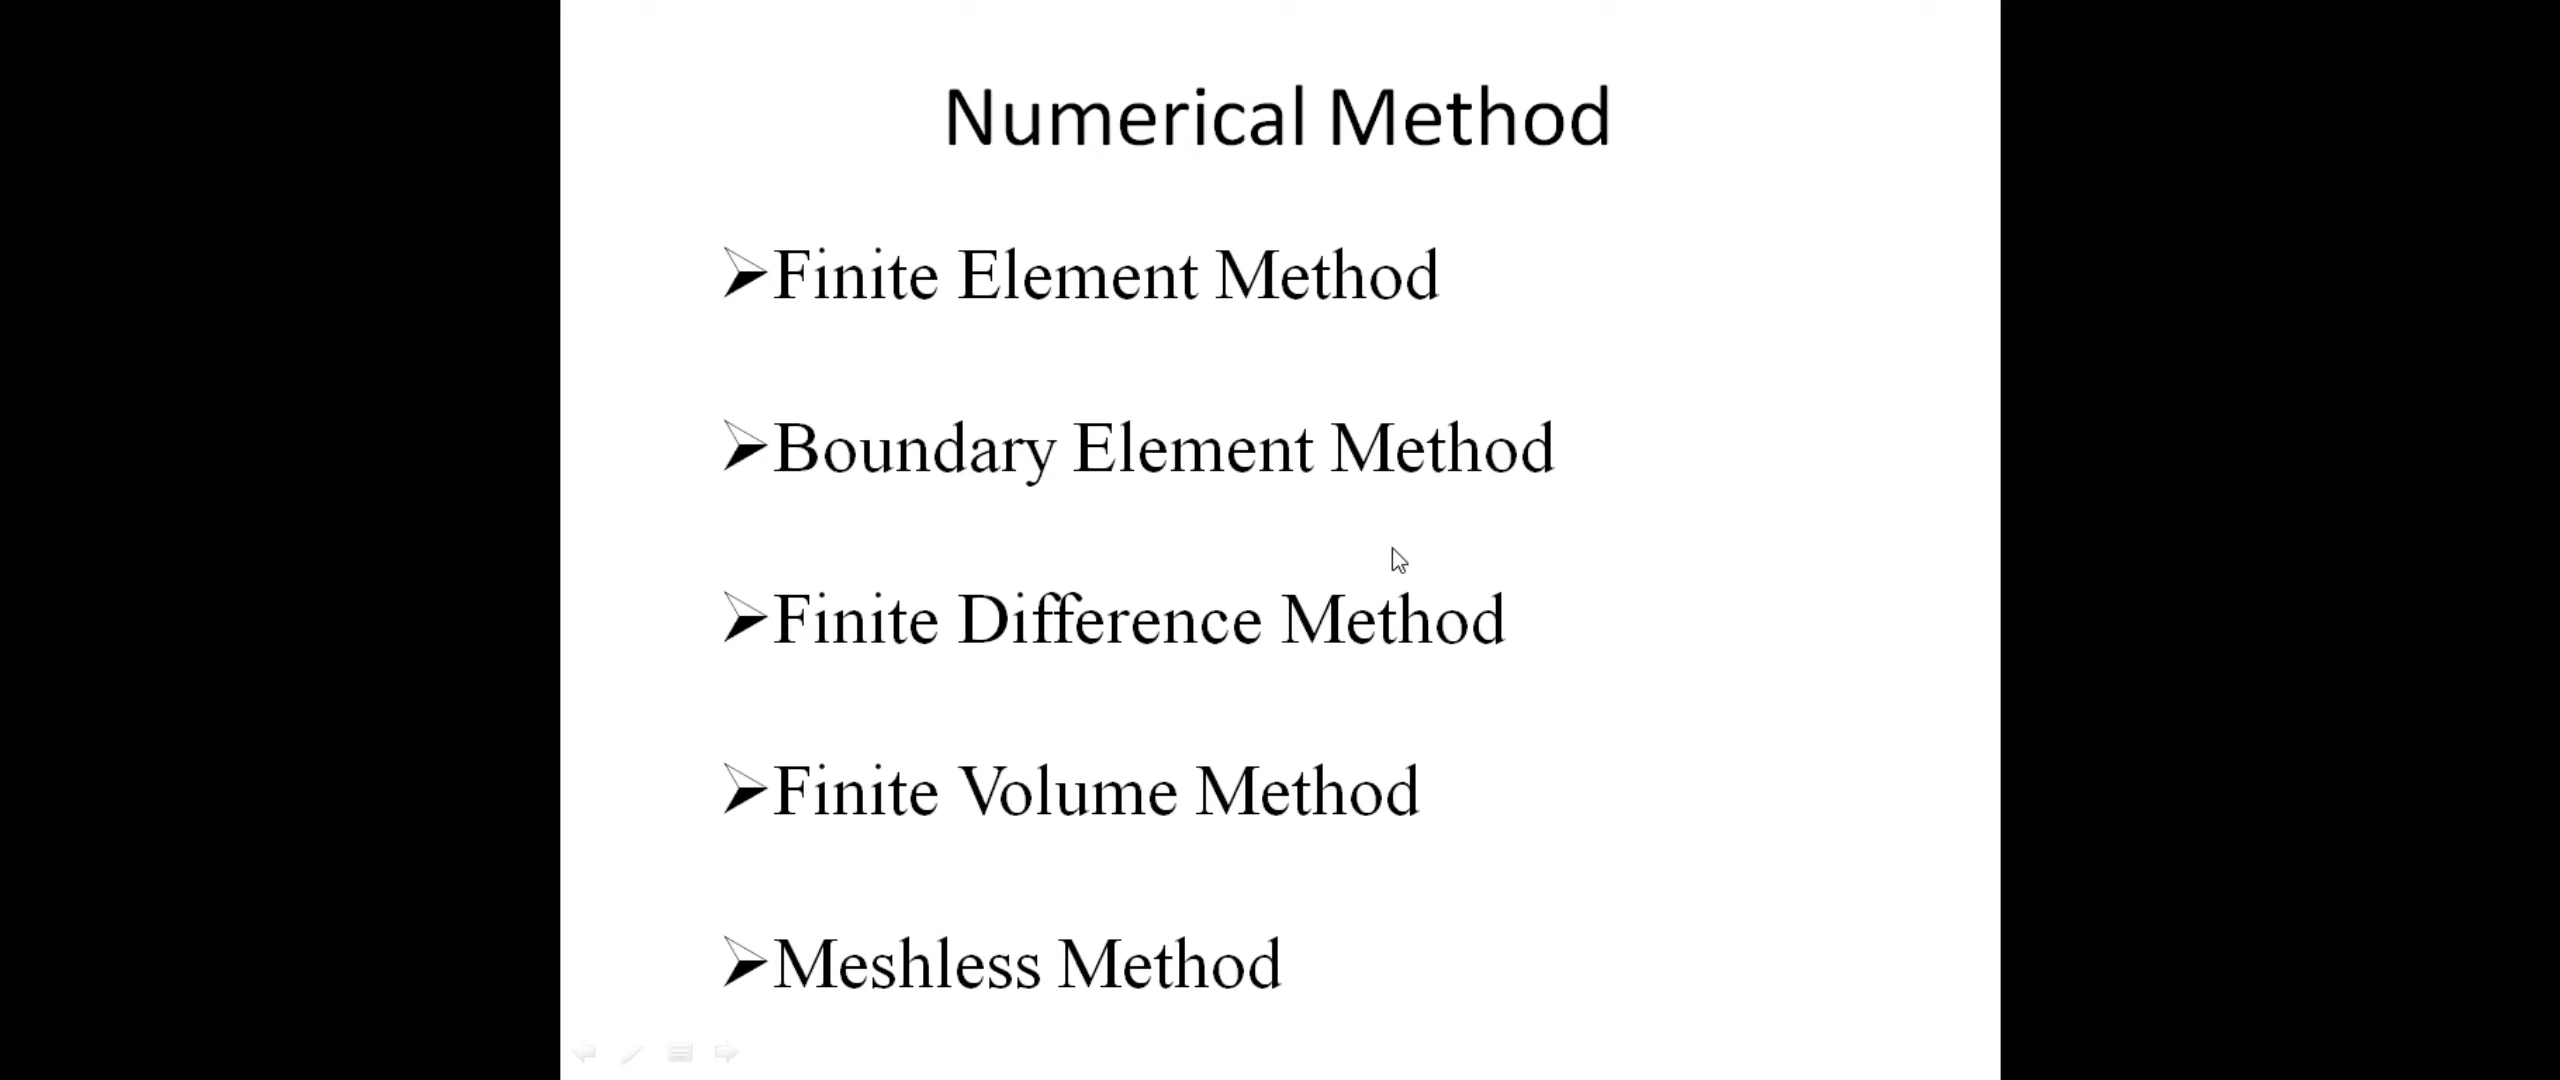 Numerical Method
➢Finite Element Method
➢Boundary Element Method
➢Finite Difference Method
➢Finite Volume Method
➢Meshless Method